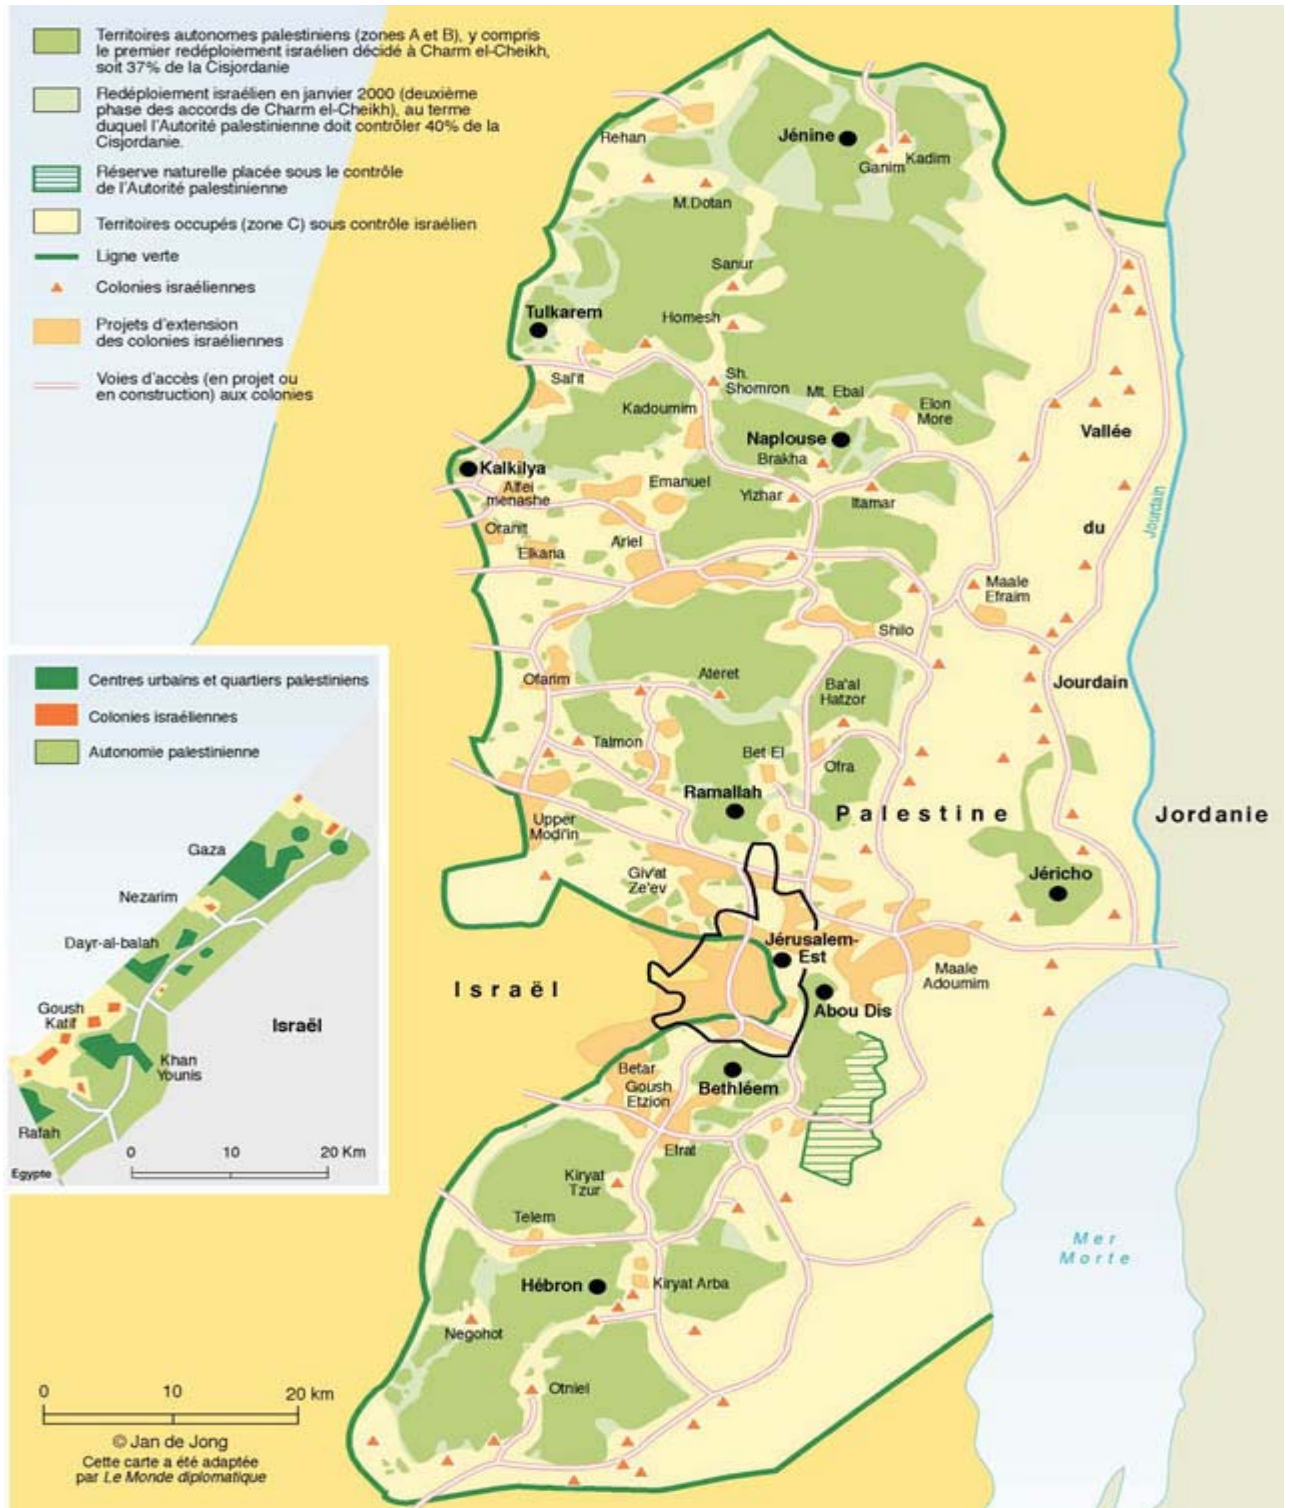 Territoires autonomes palestiniens (zones A et B), y compris
le premier redéploiement israélien décidé à Charm el-Cheikh,
soit 37% de la Cisjordanie
Redéploiement israélien en janvier 2000 (deuxième
phase des accords de Charm el-Cheikh), au terme
duquel l'Autorité palestinienne doit contrôler 40% de la
Cisjordanie.
Réserve naturelle placée sous le contrôle
de l'Autorité palestinienne
Territoires occupés (zone C) sous contrôle israélien
Ligne verte
Colonies israéliennes
Projets d'extension
des colonies israéliennes
Voies d'accès (en projet ou
en construction) aux colonies
Rehan
Jénine
Ganim
Kadim
M.Dotan
Sanur
Tulkarem
Homesh
Sal'it
Sh.
Shomron
Mt. Ebal
Kadoumim
Elon
More
Vallée
Naplouse
Brakha
Kalkilya
Alfei
menashe
Emanuel
Yizhar
Itamar
Oranit
du
Jourdain
Elkana
Ariel
Maale
Efraim
Shilo
Ofarim
Ateret
Ba'al
Hatzor
Jourdain
Talmon
Bet El
Ofra
Ramallah
Palestine
Jordanie
Upper
Modi'in
Giv'at
Ze'ev
Jéricho
Jérusalem-
Est
Israël
Maale
Adoumim
Abou Dis
Betar
Goush
Etzion
Bethléem
Efrat
Kiryat
Tzur
Telem
Mer
Morte
Hébron
Kiryat Arba
Negohot
Otniel
Centres urbains et quartiers palestiniens
Colonies israéliennes
Autonomie palestinienne
Gaza
Nezarim
Dayr-al-balah
Goush
Katif
Israël
Khan
Younis
Rafah
Egypte
0 10 20 Km
0 10 20 km
© Jan de Jong
Cette carte a été adaptée
par Le Monde diplomatique